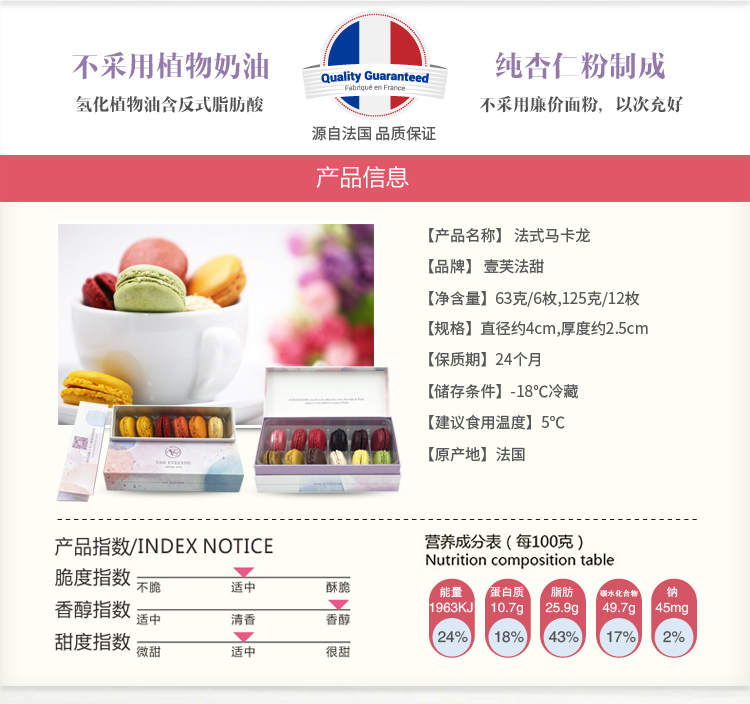 不采用植物奶油
氢化植物油含反式脂肪酸
Quality Guaranteed
Fabriqué en France
源自法国 品质保证
纯杏仁粉制成
不采用廉价面粉，以次充好
产品信息
【产品名称】 法式马卡龙
【品牌】 壹芙法甜
【净含量】63克/6枚,125克/12枚
【规格】直径约4cm,厚度约2.5cm
【保质期】24个月
【储存条件】-18℃冷藏
【建议食用温度】5℃
【原产地】法国
产品指数/INDEX NOTICE
脆度指数
不脆 适中 酥脆
香醇指数
适中 清香 香醇
甜度指数
微甜 适中 很甜
营养成分表（每100克）
Nutrition composition table
能量 蛋白质 脂肪 碳水化合物 钠
1963KJ 10.7g 25.9g 49.7g 45mg
24% 18% 43% 17% 2%